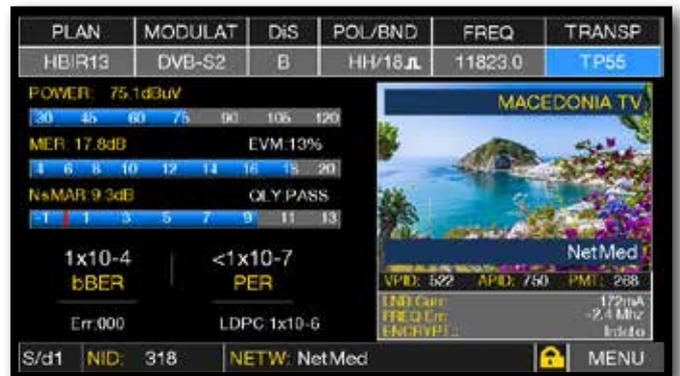 PLAN MODULAT DiS POL/BND FREQ TRANSP
HBIR13 DVB-S2 B HH/18 11823.0 TP55
POWER: 75.1dBuV
30 45 60 75 90 105 120
MER: 17.8dB EVM:13%
4 6 8 10 12 14 16 18 20
NsMAR:9.3dB QLY:PASS
-1 1 3 5 7 9 11 13
1x10-4 <1x10-7
bBER PER
Err:000 LDPC:1x10-6
MACEDONIA TV
NetMed
VPID: 522 APID: 750 PMT: 268
LNB Curr: 172mA
FREQ Err: -2.4 Mhz
ENCRYPT.: Irdeto
S/d1 NID: 318 NETW: NetMed MENU